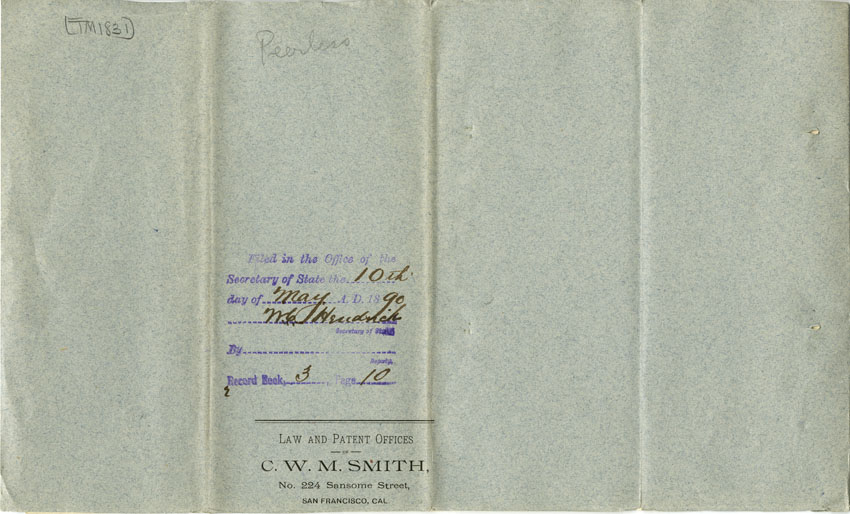 TM1831
Peerless
Filed in the Office of the
Secretary of State the 10th
day of May A. D. 1890
W C Hendricks
Secretary of State
By
Deputy
Record Book, 3, Page 10
LAW AND PATENT OFFICES
— OF —
C. W. M. SMITH,
No. 224 Sansome Street,
SAN FRANCISCO, CAL.